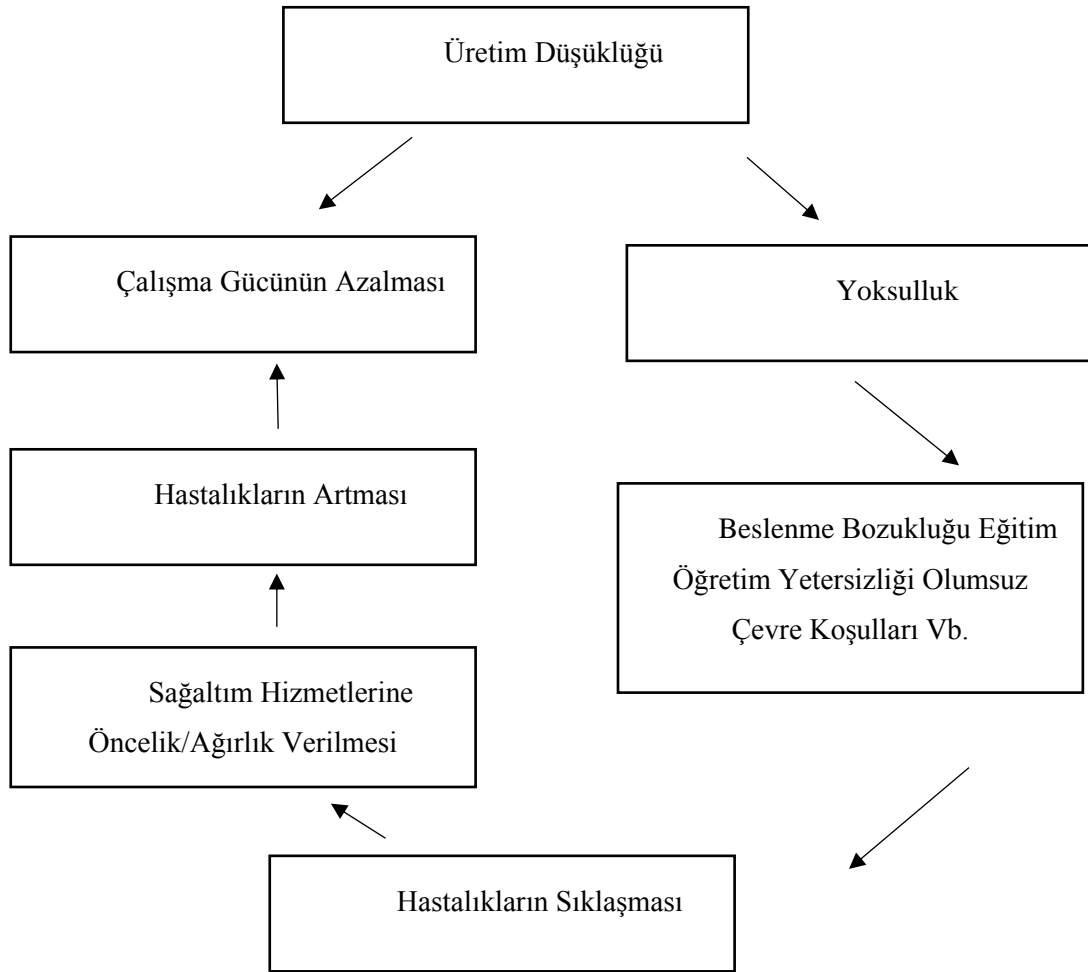 Üretim Düşüklüğü
Çalışma Gücünün Azalması
Yoksulluk
Hastalıkların Artması
Beslenme Bozukluğu Eğitim
Öğretim Yetersizliği Olumsuz
Çevre Koşulları Vb.
Sağaltım Hizmetlerine
Öncelik/Ağırlık Verilmesi
Hastalıkların Sıklaşması